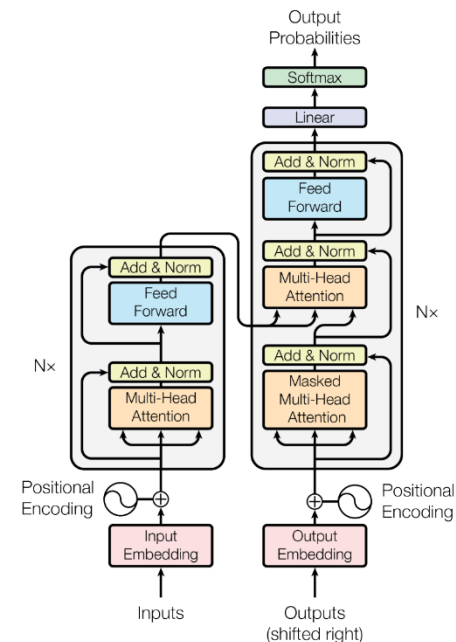 Output
Probabilities
Softmax
Linear
Add & Norm
Feed
Forward
Add & Norm
Multi-Head
Attention
Add & Norm
Masked
Multi-Head
Attention
N×
Add & Norm
Feed
Forward
Add & Norm
Multi-Head
Attention
N×
Positional
Encoding
Positional
Encoding
Input
Embedding
Output
Embedding
Inputs
Outputs
(shifted right)